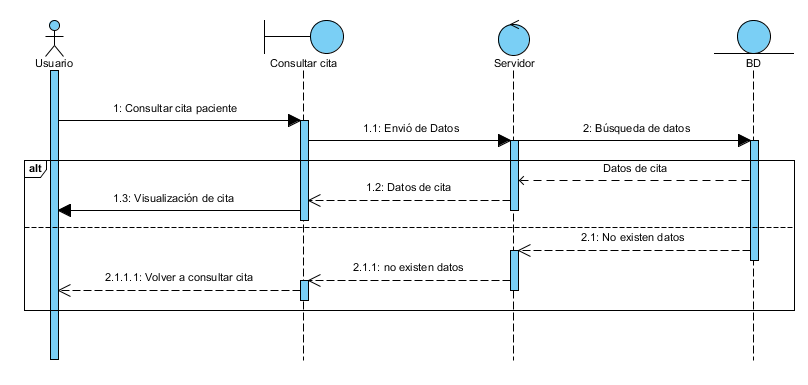 Usuario
Consultar cita
Servidor
BD
1: Consultar cita paciente
1.1: Envió de Datos
2: Búsqueda de datos
alt
Datos de cita
1.2: Datos de cita
1.3: Visualización de cita
2.1: No existen datos
2.1.1: no existen datos
2.1.1.1: Volver a consultar cita